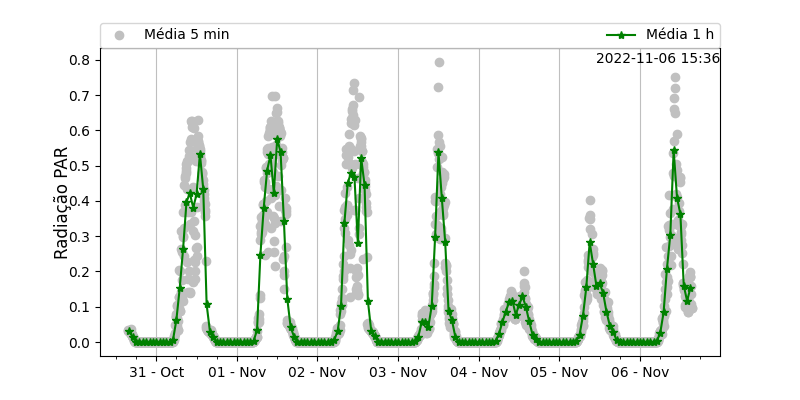 Média 5 min
Média 1 h
2022-11-06 15:36
Radiação PAR
0.8
0.7
0.6
0.5
0.4
0.3
0.2
0.1
0.0
31 - Oct
01 - Nov
02 - Nov
03 - Nov
04 - Nov
05 - Nov
06 - Nov